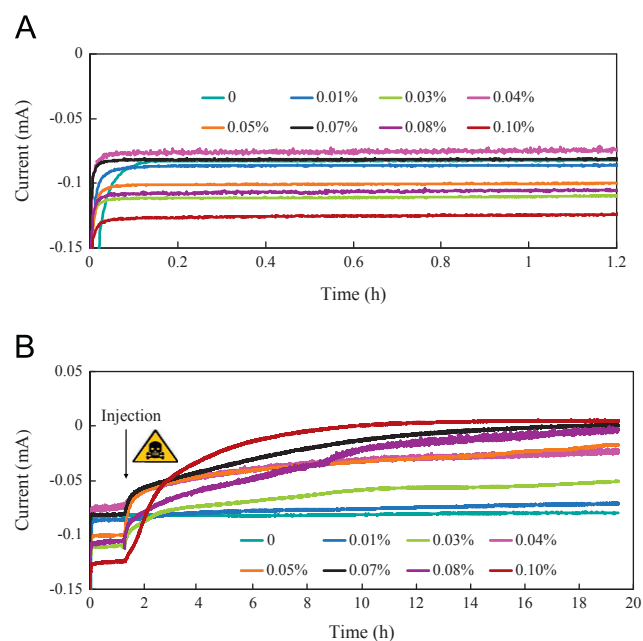 A
0
0 0.01% 0.03% 0.04%
-0.05
0.05% 0.07% 0.08% 0.10%
Current (mA)
-0.1
-0.15
0 0.2 0.4 0.6 0.8 1 1.2
Time (h)
B
0.05
Injection
0
Current (mA)
-0.05
-0.1
0 0.01% 0.03% 0.04%
0.05% 0.07% 0.08% 0.10%
-0.15
0 2 4 6 8 10 12 14 16 18 20
Time (h)